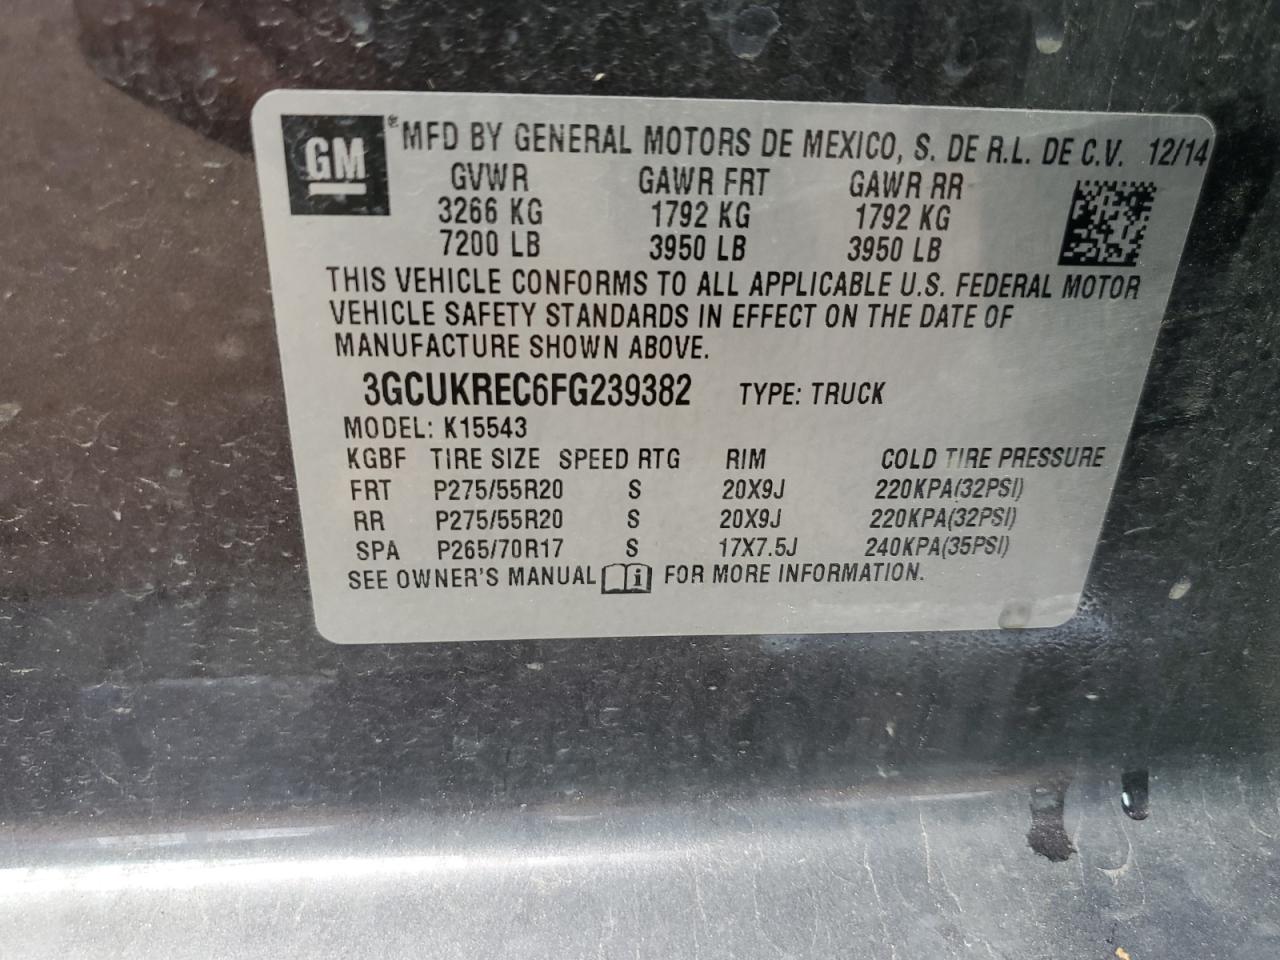 GM ® MFD BY GENERAL MOTORS DE MEXICO, S. DE R.L. DE C.V. 12/14
GVWR GAWR FRT GAWR RR
3266 KG 1792 KG 1792 KG
7200 LB 3950 LB 3950 LB
THIS VEHICLE CONFORMS TO ALL APPLICABLE U.S. FEDERAL MOTOR
VEHICLE SAFETY STANDARDS IN EFFECT ON THE DATE OF
MANUFACTURE SHOWN ABOVE.
3GCUKREC6FG239382 TYPE: TRUCK
MODEL: K15543
KGBF TIRE SIZE SPEED RTG RIM COLD TIRE PRESSURE
FRT P275/55R20 S 20X9J 220KPA(32PSI)
RR P275/55R20 S 20X9J 220KPA(32PSI)
SPA P265/70R17 S 17X7.5J 240KPA(35PSI)
SEE OWNER'S MANUAL i FOR MORE INFORMATION.